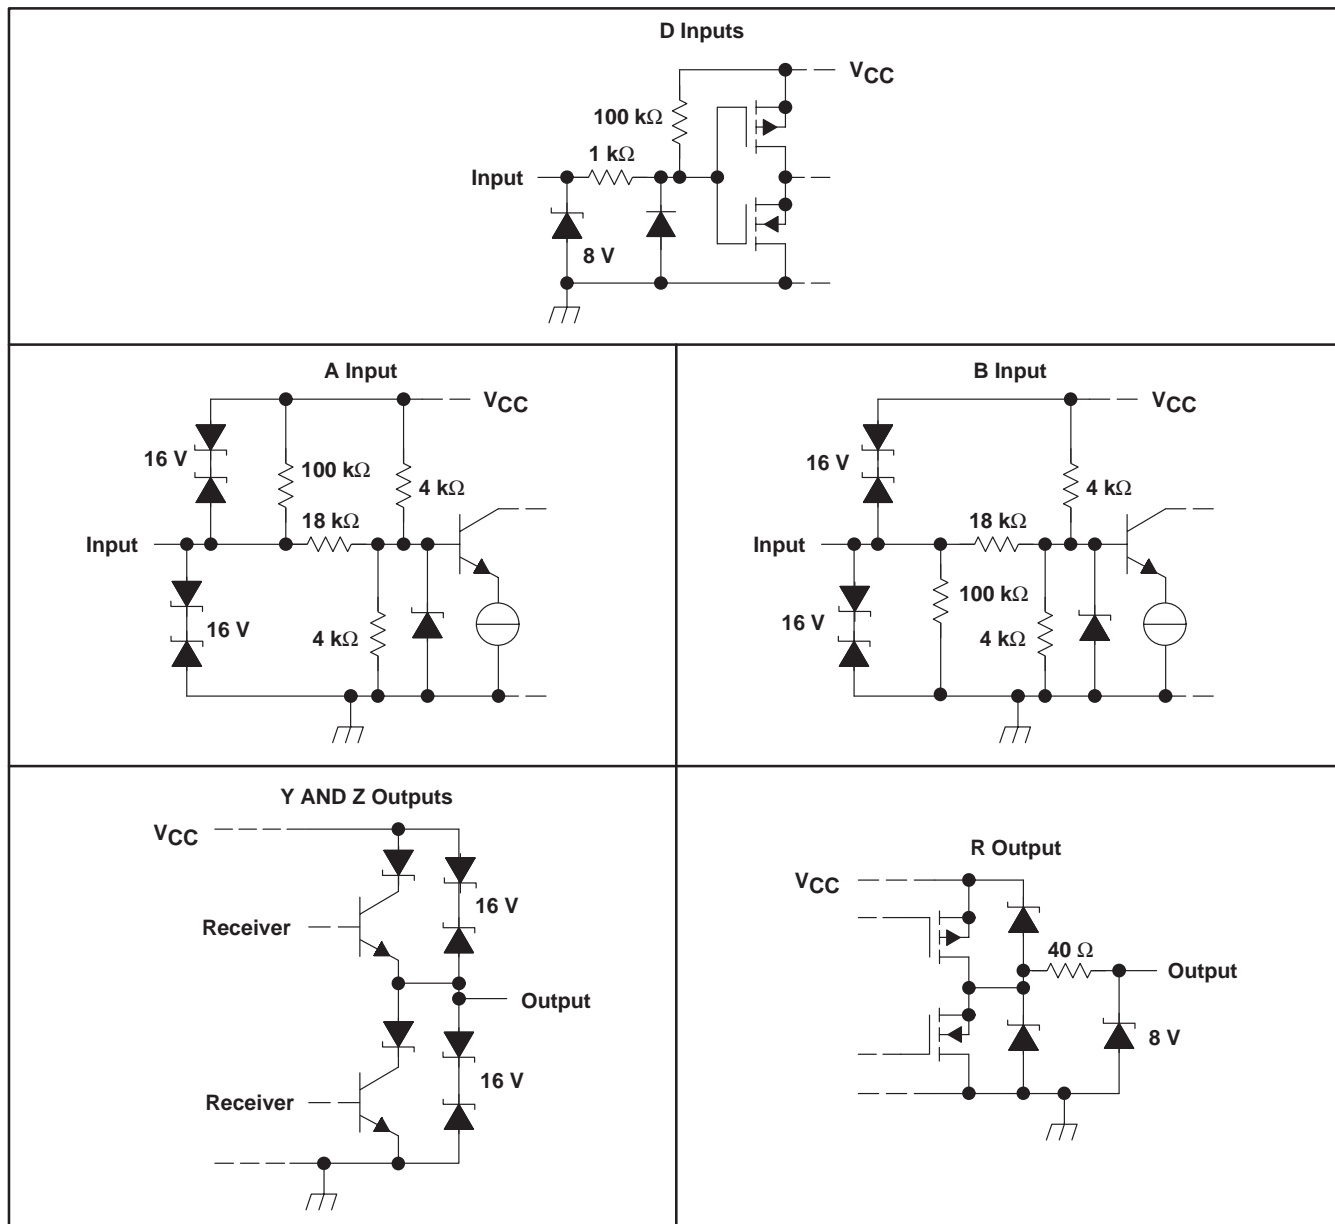 D Inputs
VCC
100 kΩ
1 kΩ
Input
8 V
A Input
VCC
16 V
100 kΩ
4 kΩ
18 kΩ
Input
16 V
4 kΩ
B Input
VCC
16 V
4 kΩ
18 kΩ
Input
100 kΩ
16 V
4 kΩ
Y AND Z Outputs
VCC
16 V
Receiver
Output
16 V
Receiver
R Output
VCC
40 Ω
Output
8 V